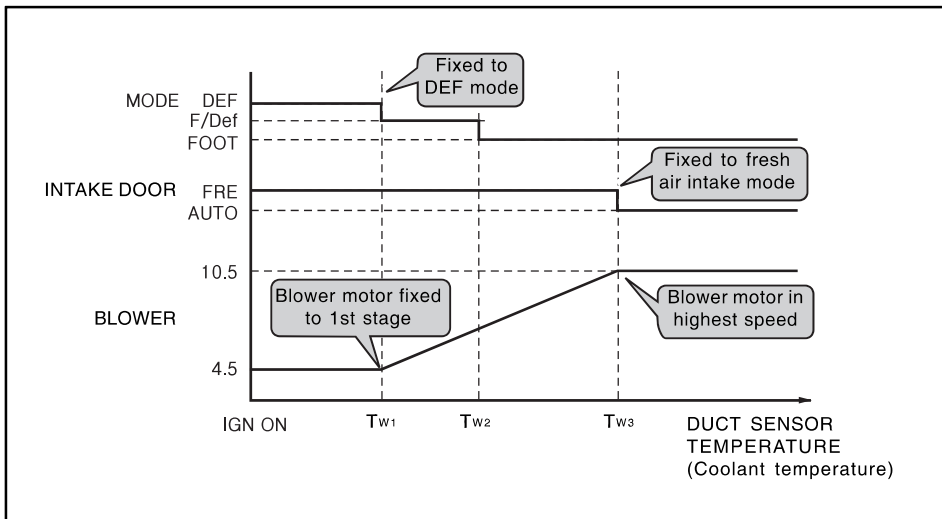 Fixed to
DEF mode
MODE DEF
F/Def
FOOT
Fixed to fresh
air intake mode
INTAKE DOOR FRE
AUTO
10.5
Blower motor fixed
to 1st stage
Blower motor in
highest speed
BLOWER
4.5
IGN ON Tw1 Tw2 Tw3 DUCT SENSOR
TEMPERATURE
(Coolant temperature)